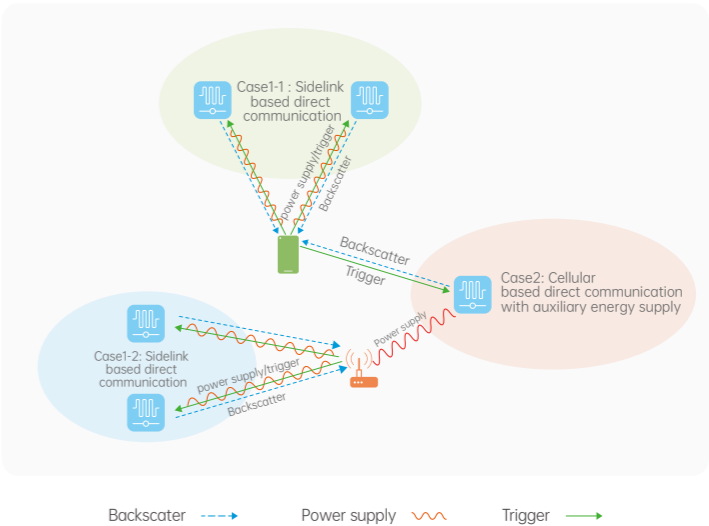 Case1-1 : Sidelink
based direct
communication
power supply/trigger
Backscatter
Backscatter
Trigger
Case2: Cellular
based direct communication
with auxiliary energy supply
Power supply
Case1-2: Sidelink
based direct
communication
power supply/trigger
Backscatter
Backscater
Power supply
Trigger